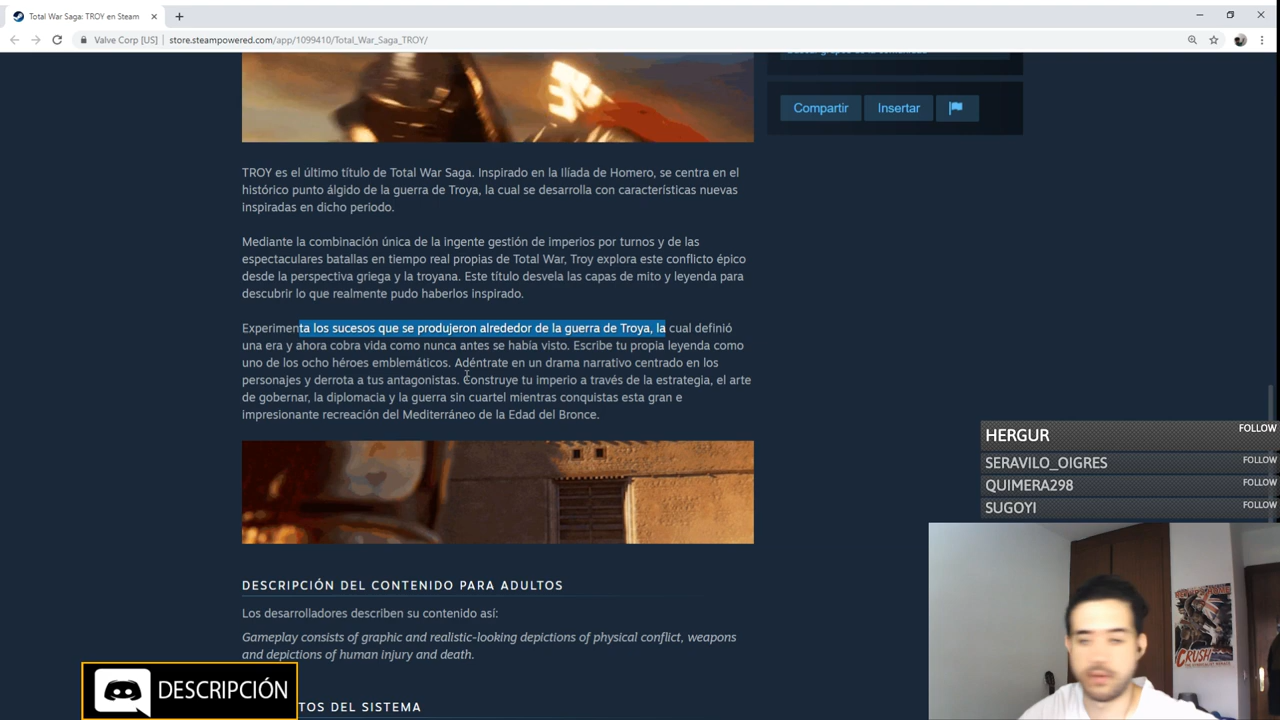 Total War Saga: TROY en Steam
Valve Corp [US] store.steampowered.com/app/1099410/Total_War_Saga_TROY/
Compartir Insertar
TROY es el último título de Total War Saga. Inspirado en la Ilíada de Homero, se centra en el
histórico punto álgido de la guerra de Troya, la cual se desarrolla con características nuevas
inspiradas en dicho periodo.
Mediante la combinación única de la ingente gestión de imperios por turnos y de las
espectaculares batallas en tiempo real propias de Total War, Troy explora este conflicto épico
desde la perspectiva griega y la troyana. Este título desvela las capas de mito y leyenda para
descubrir lo que realmente pudo haberlos inspirado.
Experimenta los sucesos que se produjeron alrededor de la guerra de Troya, la cual definió
una era y ahora cobra vida como nunca antes se había visto. Escribe tu propia leyenda como
uno de los ocho héroes emblemáticos. Adéntrate en un drama narrativo centrado en los
personajes y derrota a tus antagonistas. Construye tu imperio a través de la estrategia, el arte
de gobernar, la diplomacia y la guerra sin cuartel mientras conquistas esta gran e
impresionante recreación del Mediterráneo de la Edad del Bronce.
HERGUR FOLLOW
SERAVILO_OIGRES FOLLOW
QUIMERA298 FOLLOW
SUGOYI FOLLOW
DESCRIPCIÓN DEL CONTENIDO PARA ADULTOS
Los desarrolladores describen su contenido así:
Gameplay consists of graphic and realistic-looking depictions of physical conflict, weapons
and depictions of human injury and death.
DESCRIPCIÓN
TOS DEL SISTEMA
CRUSH